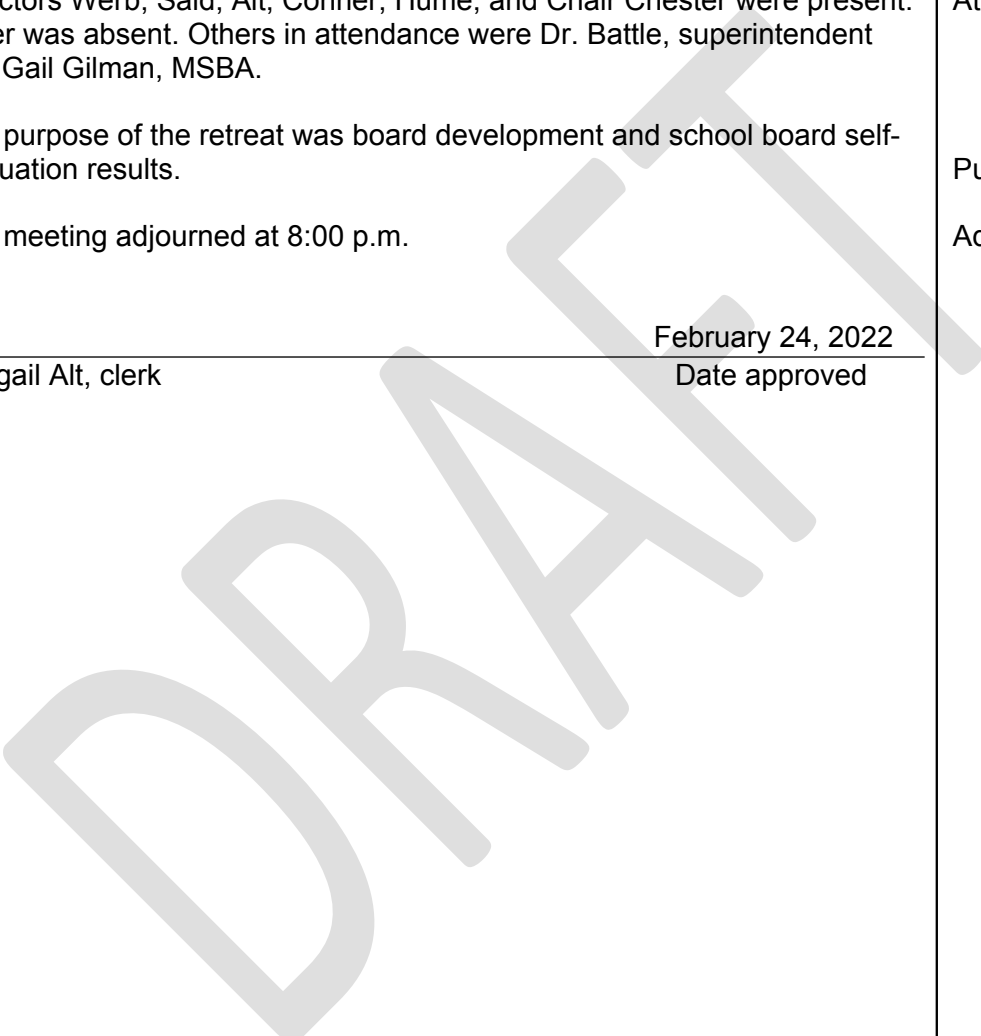 ctors Werb, Said, Alt, Conner, Hume, and Chair Chester were present. At
er was absent. Others in attendance were Dr. Battle, superintendent
Gail Gilman, MSBA.
purpose of the retreat was board development and school board self-
uation results. Pu
meeting adjourned at 8:00 p.m. Ad
February 24, 2022
gail Alt, clerk Date approved
DRAFT